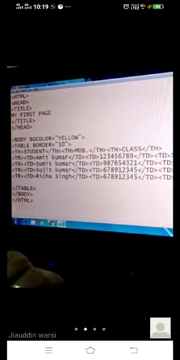 10:19
70%
<HTML>
<HEAD>
<TITLE>
MY FIRST PAGE
</TITLE>
</HEAD>
<BODY BGCOLOR="YELLOW">
<TABLE BORDER="10">
<TH>STUDENT</TH><TH>MOB.</TH><TH>CLASS</TH>
<TR><TD>Amit kumar</TD><TD>123456789</TD><TD>
<TR><TD>Sumit kumar</TD><TD>987654321</TD><TD>
<TR><TD>Sujit kumar</TD><TD>678912345</TD><TD>
<TR><TD>Richa Singh</TD><TD>678912345</TD><TD>
</TABLE>
</BODY>
</HTML>
Jiauddin warsi